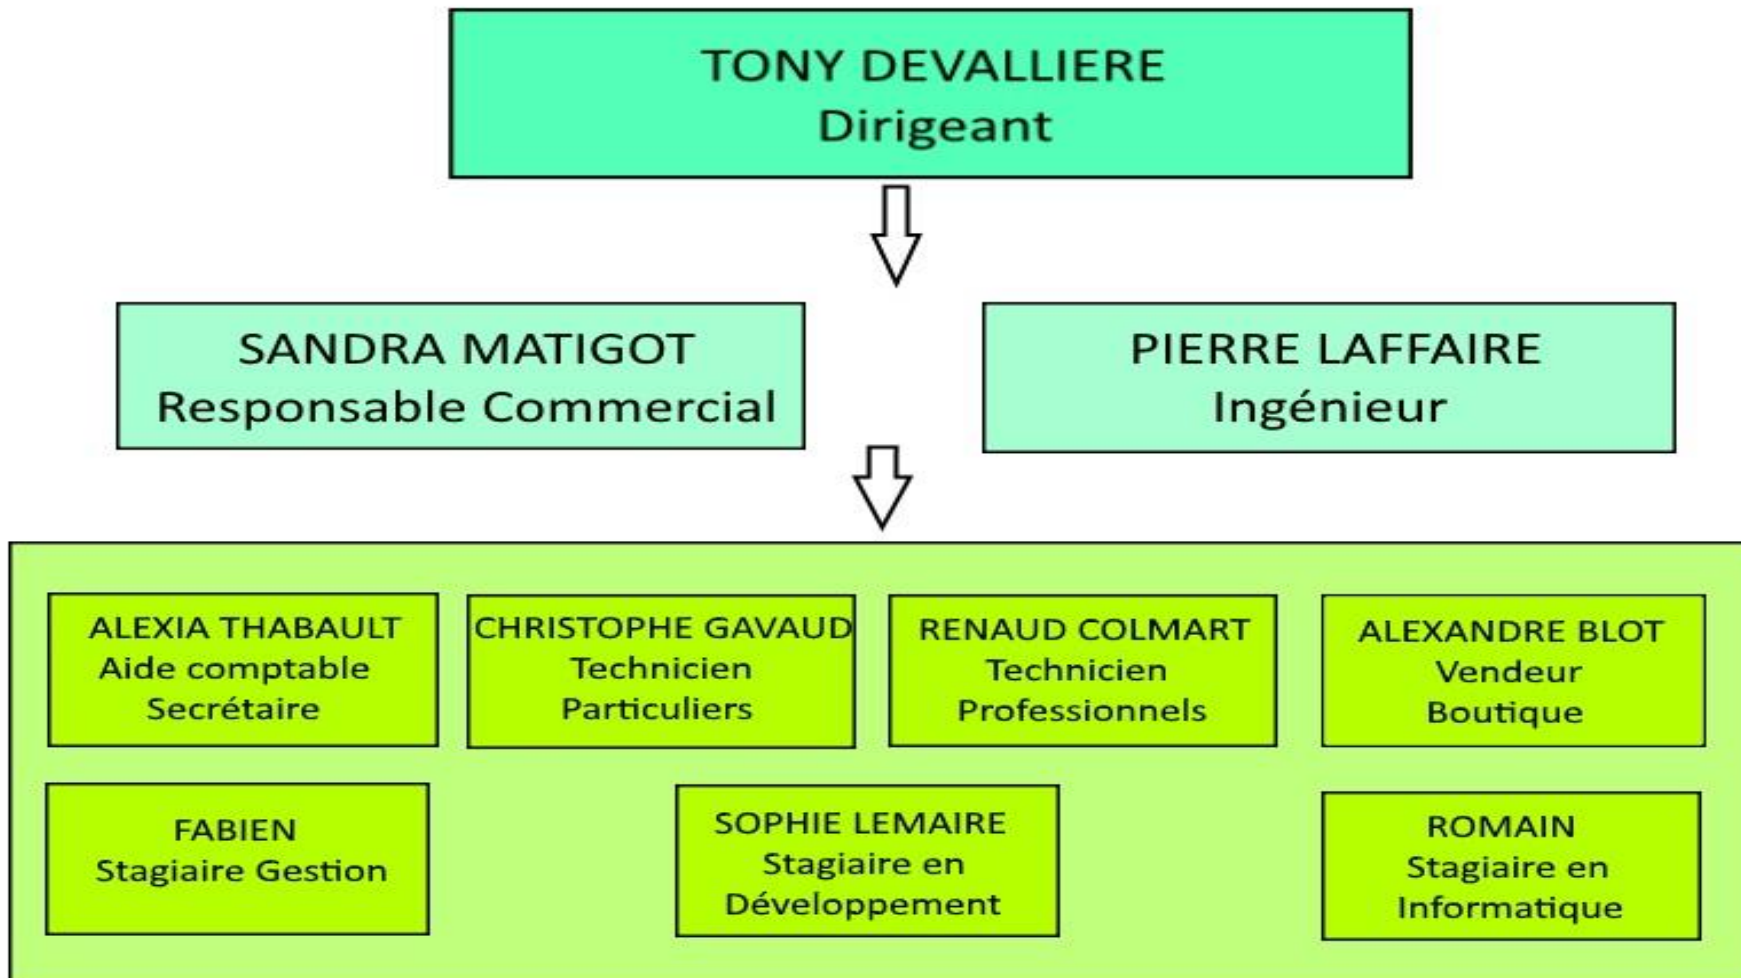 TONY DEVALLIERE
Dirigeant
SANDRA MATIGOT
Responsable Commercial
PIERRE LAFFAIRE
Ingénieur
ALEXIA THABAULT
Aide comptable
Secrétaire
CHRISTOPHE GAVAUD
Technicien
Particuliers
RENAUD COLMART
Technicien
Professionnels
ALEXANDRE BLOT
Vendeur
Boutique
FABIEN
Stagiaire Gestion
SOPHIE LEMAIRE
Stagiaire en
Développement
ROMAIN
Stagiaire en
Informatique